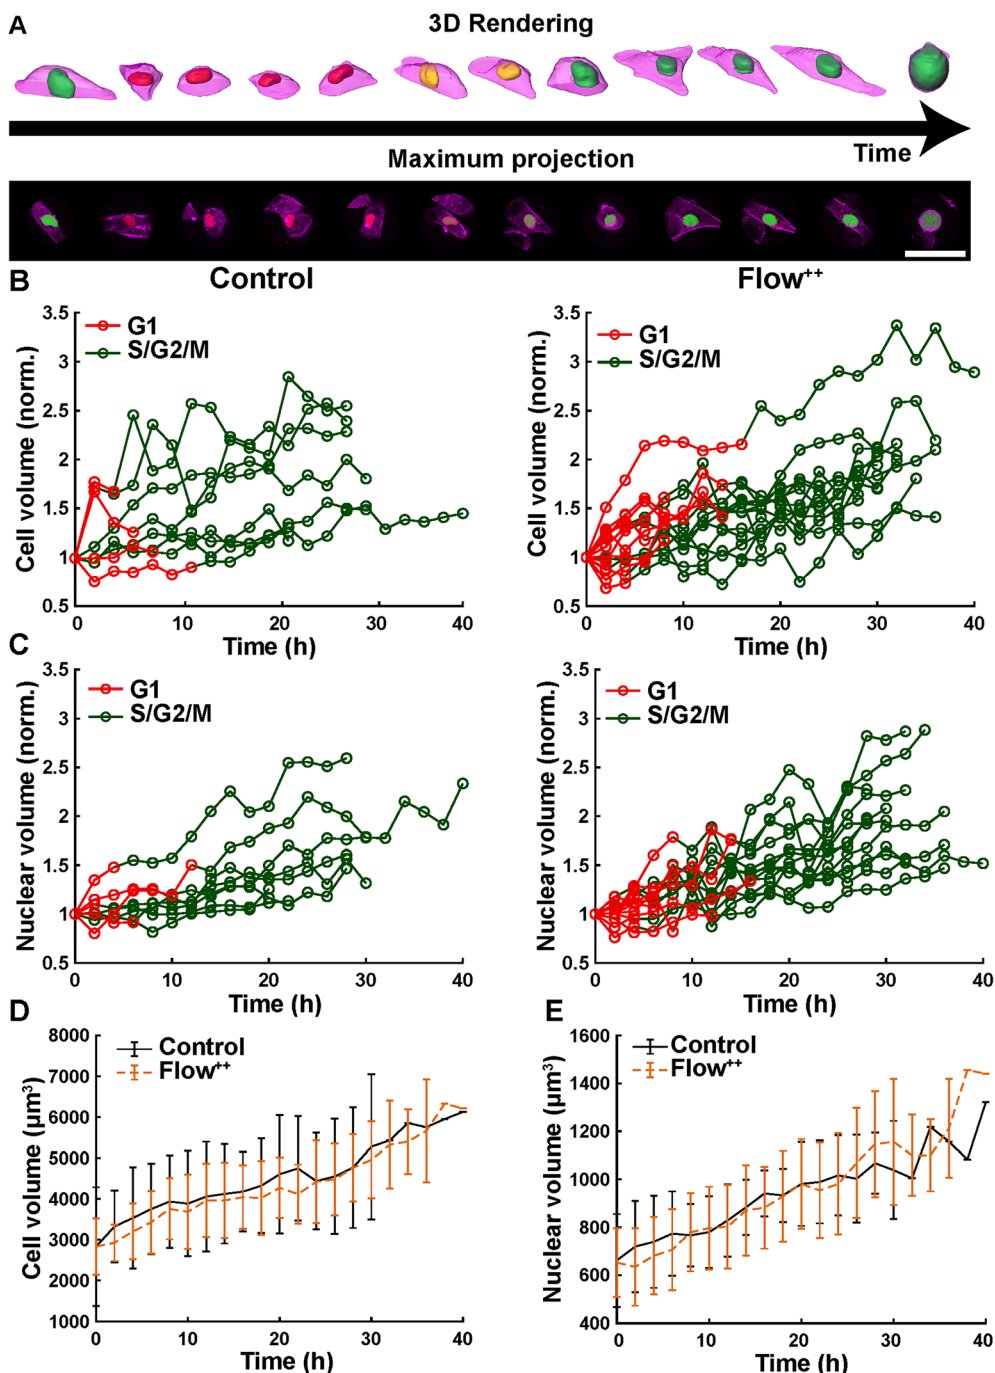 A
3D Rendering
Time
Maximum projection
B
Control
Flow++
Cell volume (norm.)
3.5
3
2.5
2
1.5
1
0.5
G1
S/G2/M
0
10
20
30
40
Time (h)
Cell volume (norm.)
3.5
3
2.5
2
1.5
1
0.5
G1
S/G2/M
0
10
20
30
40
Time (h)
C
Nuclear volume (norm.)
3.5
3
2.5
2
1.5
1
0.5
G1
S/G2/M
0
10
20
30
40
Time (h)
Nuclear volume (norm.)
3.5
3
2.5
2
1.5
1
0.5
G1
S/G2/M
0
10
20
30
40
Time (h)
D
Cell volume (μm³)
8000
7000
6000
5000
4000
3000
2000
1000
Control
Flow++
0
10
20
30
40
Time (h)
E
Nuclear volume (μm³)
1600
1400
1200
1000
800
600
400
Control
Flow++
0
10
20
30
40
Time (h)